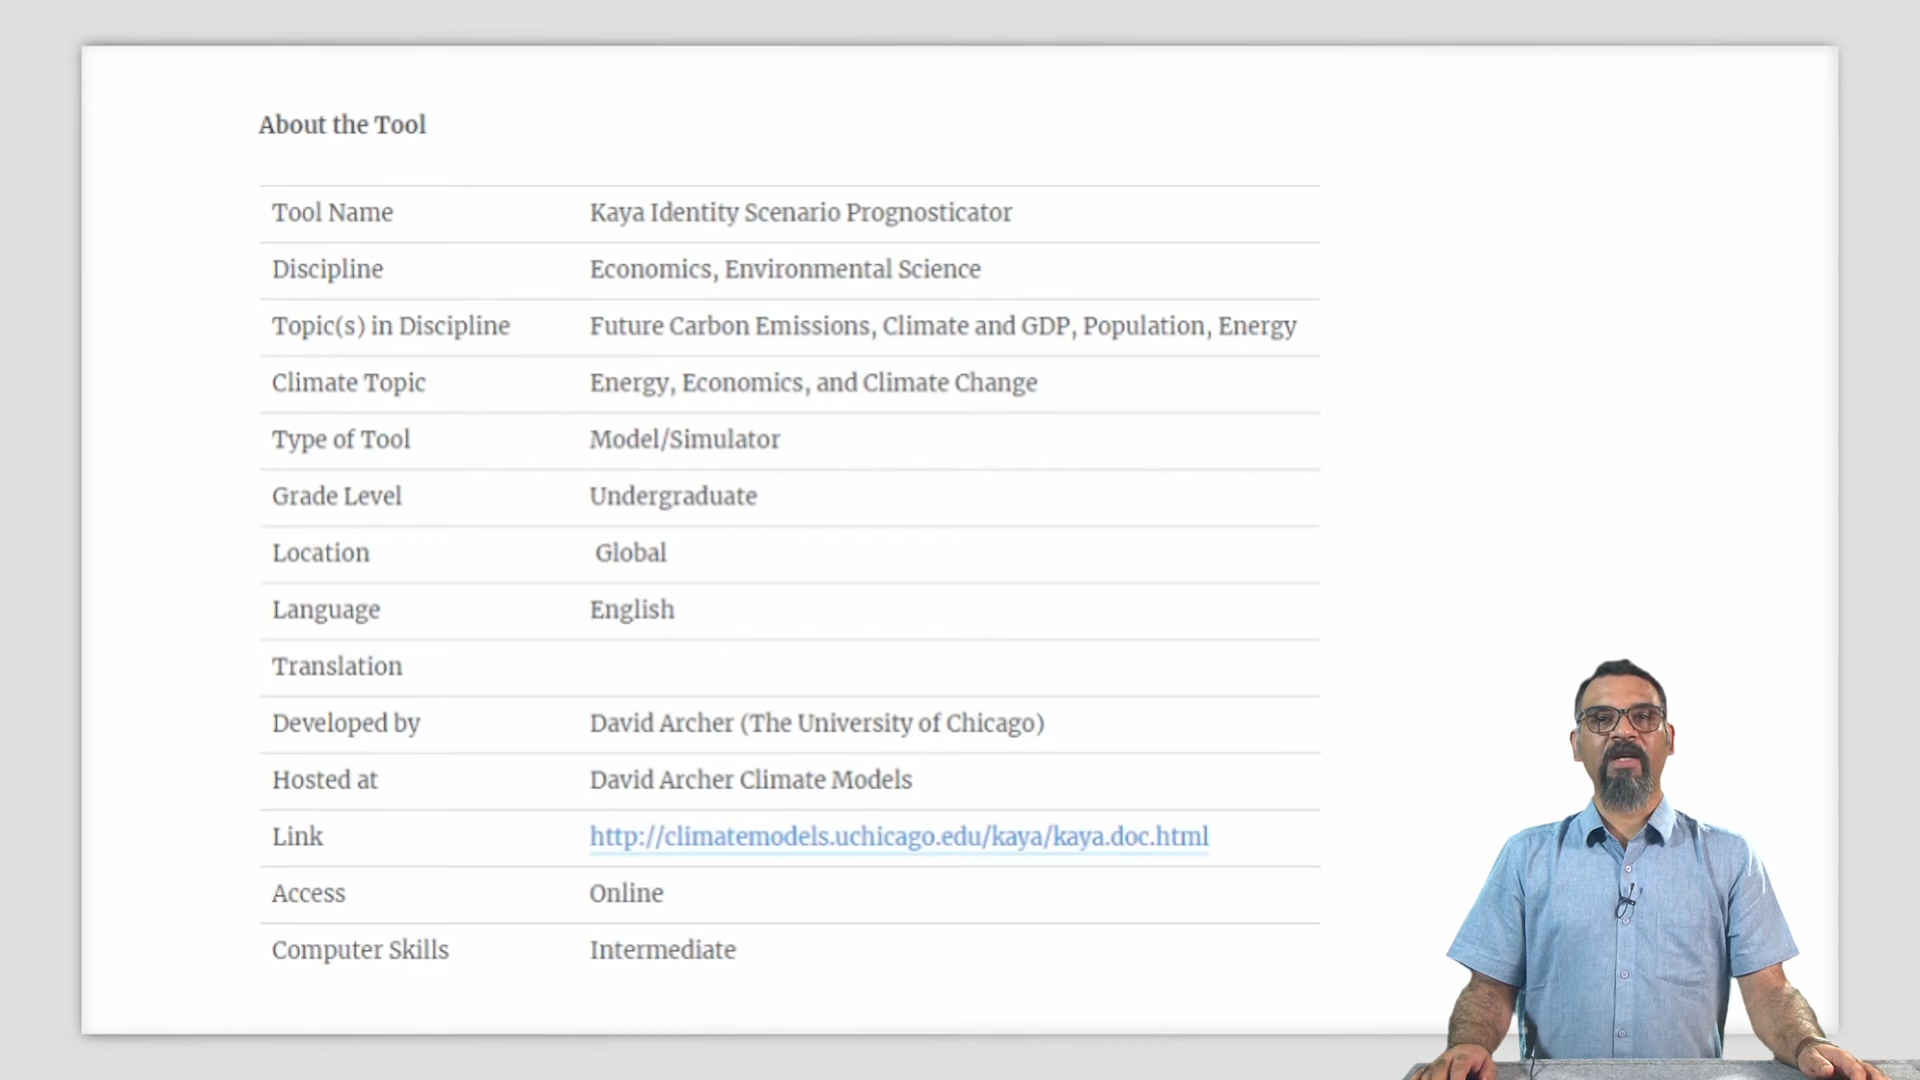 About the Tool
Tool Name Kaya Identity Scenario Prognosticator
Discipline Economics, Environmental Science
Topic(s) in Discipline Future Carbon Emissions, Climate and GDP, Population, Energy
Climate Topic Energy, Economics, and Climate Change
Type of Tool Model/Simulator
Grade Level Undergraduate
Location Global
Language English
Translation
Developed by David Archer (The University of Chicago)
Hosted at David Archer Climate Models
Link http://climatemodels.uchicago.edu/kaya/kaya.doc.html
Access Online
Computer Skills Intermediate